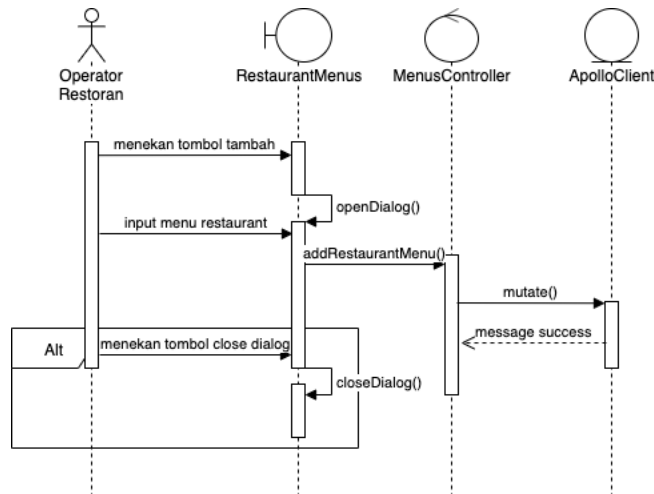 Operator
Restoran
RestaurantMenus
MenusController
ApolloClient
menekan tombol tambah
openDialog()
input menu restaurant
addRestaurantMenu()
mutate()
message success
Alt
menekan tombol close dialog
closeDialog()